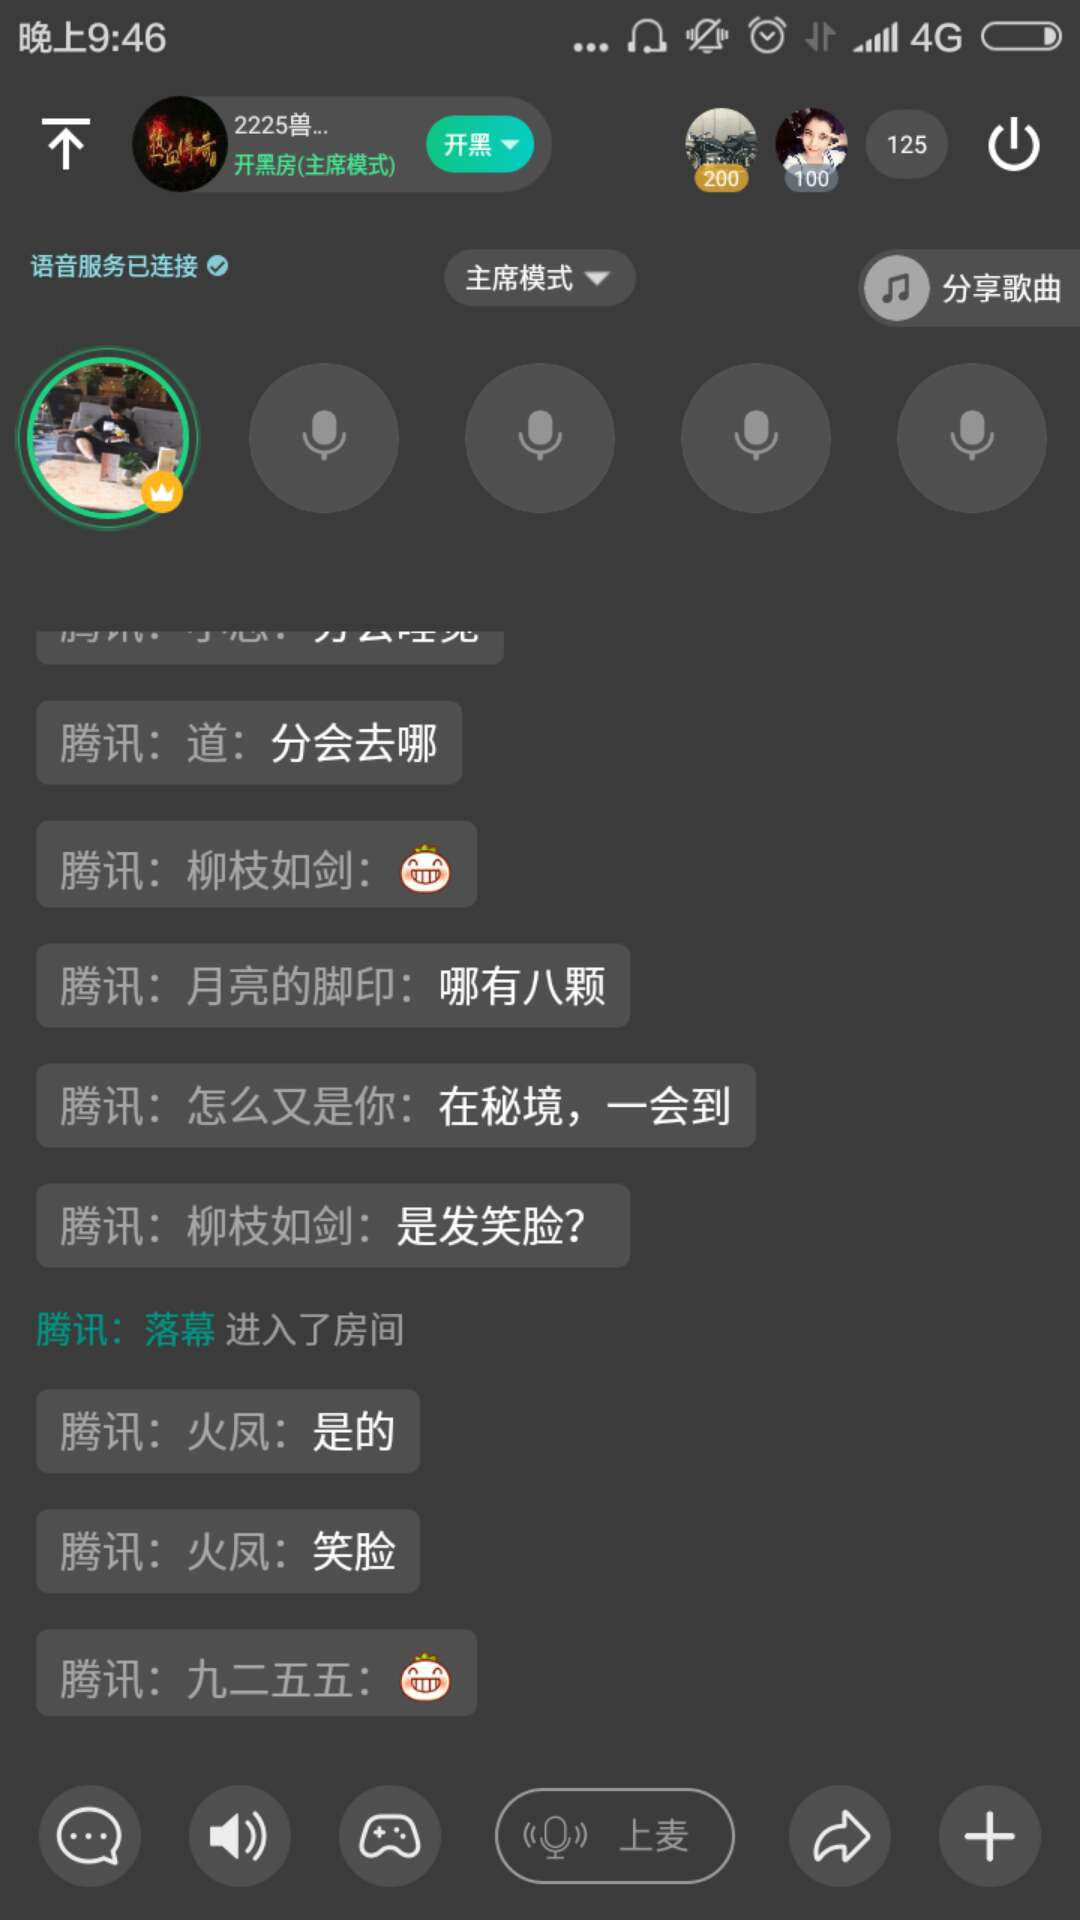 晚上9:46
4G
热血传奇
2225兽...
开黑房(主席模式)
开黑
200
100
125
语音服务已连接
主席模式
分享歌曲
腾讯：道：分会去哪
腾讯：柳枝如剑：
腾讯：月亮的脚印：哪有八颗
腾讯：怎么又是你：在秘境，一会到
腾讯：柳枝如剑：是发笑脸？
腾讯：落幕 进入了房间
腾讯：火凤：是的
腾讯：火凤：笑脸
腾讯：九二五五：
上麦